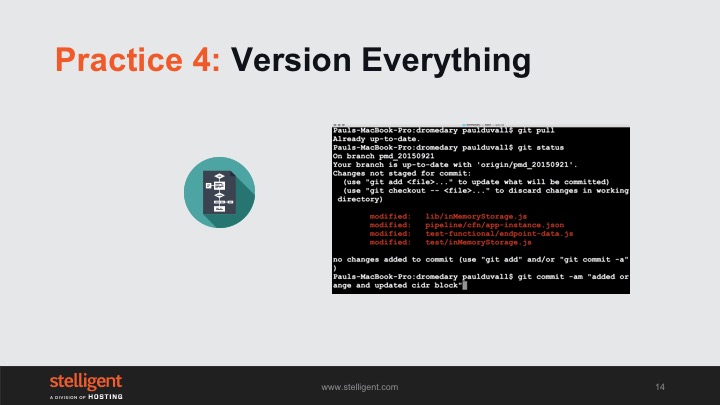 Practice 4: Version Everything
Pauls-MacBook-Pro:dromedary paulduvall$ git pull
Already up-to-date.
Pauls-MacBook-Pro:dromedary paulduvall$ git status
On branch pmd_20150921
Your branch is up-to-date with 'origin/pmd_20150921'.
Changes not staged for commit:
  (use "git add <file>..." to update what will be committed)
  (use "git checkout -- <file>..." to discard changes in working
 directory)
        modified:   lib/inMemoryStorage.js
        modified:   pipeline/cfn/app-instance.json
        modified:   test-functional/endpoint-data.js
        modified:   test/inMemoryStorage.js
no changes added to commit (use "git add" and/or "git commit -a"
)
Pauls-MacBook-Pro:dromedary paulduvall$ git commit -am "added or
ange and updated cidr block"
stelligent
A DIVISION OF HOSTING
www.stelligent.com
14